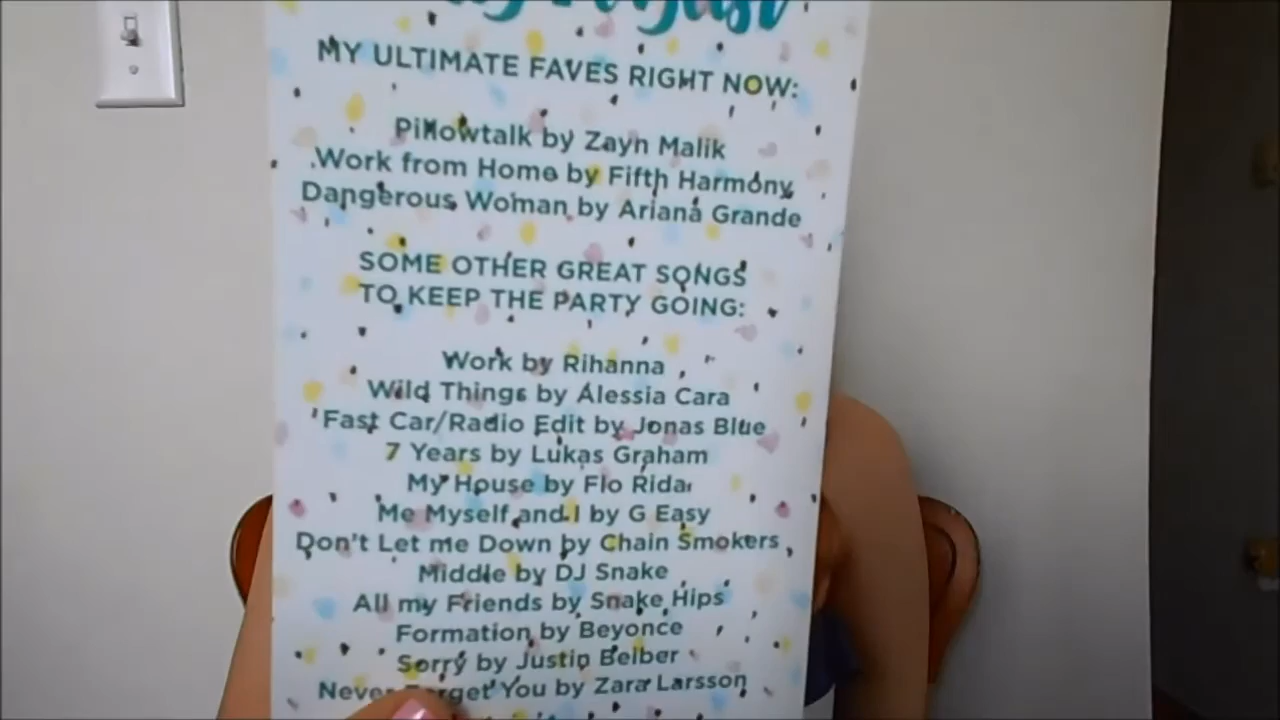 MY ULTIMATE FAVES RIGHT NOW:
Pillowtalk by Zayn Malik
Work from Home by Fifth Harmony
Dangerous Woman by Ariana Grande
SOME OTHER GREAT SONGS
TO KEEP THE PARTY GOING:
Work by Rihanna
Wild Things by Alessia Cara
Fast Car/Radio Edit by Jonas Blue
7 Years by Lukas Graham
My House by Flo Rida
Me Myself and I by G Easy
Don't Let me Down by Chain Smokers
Middle by DJ Snake
All my Friends by Snake Hips
Formation by Beyonce
Sorry by Justin Beiber
Never Forget You by Zara Larsson